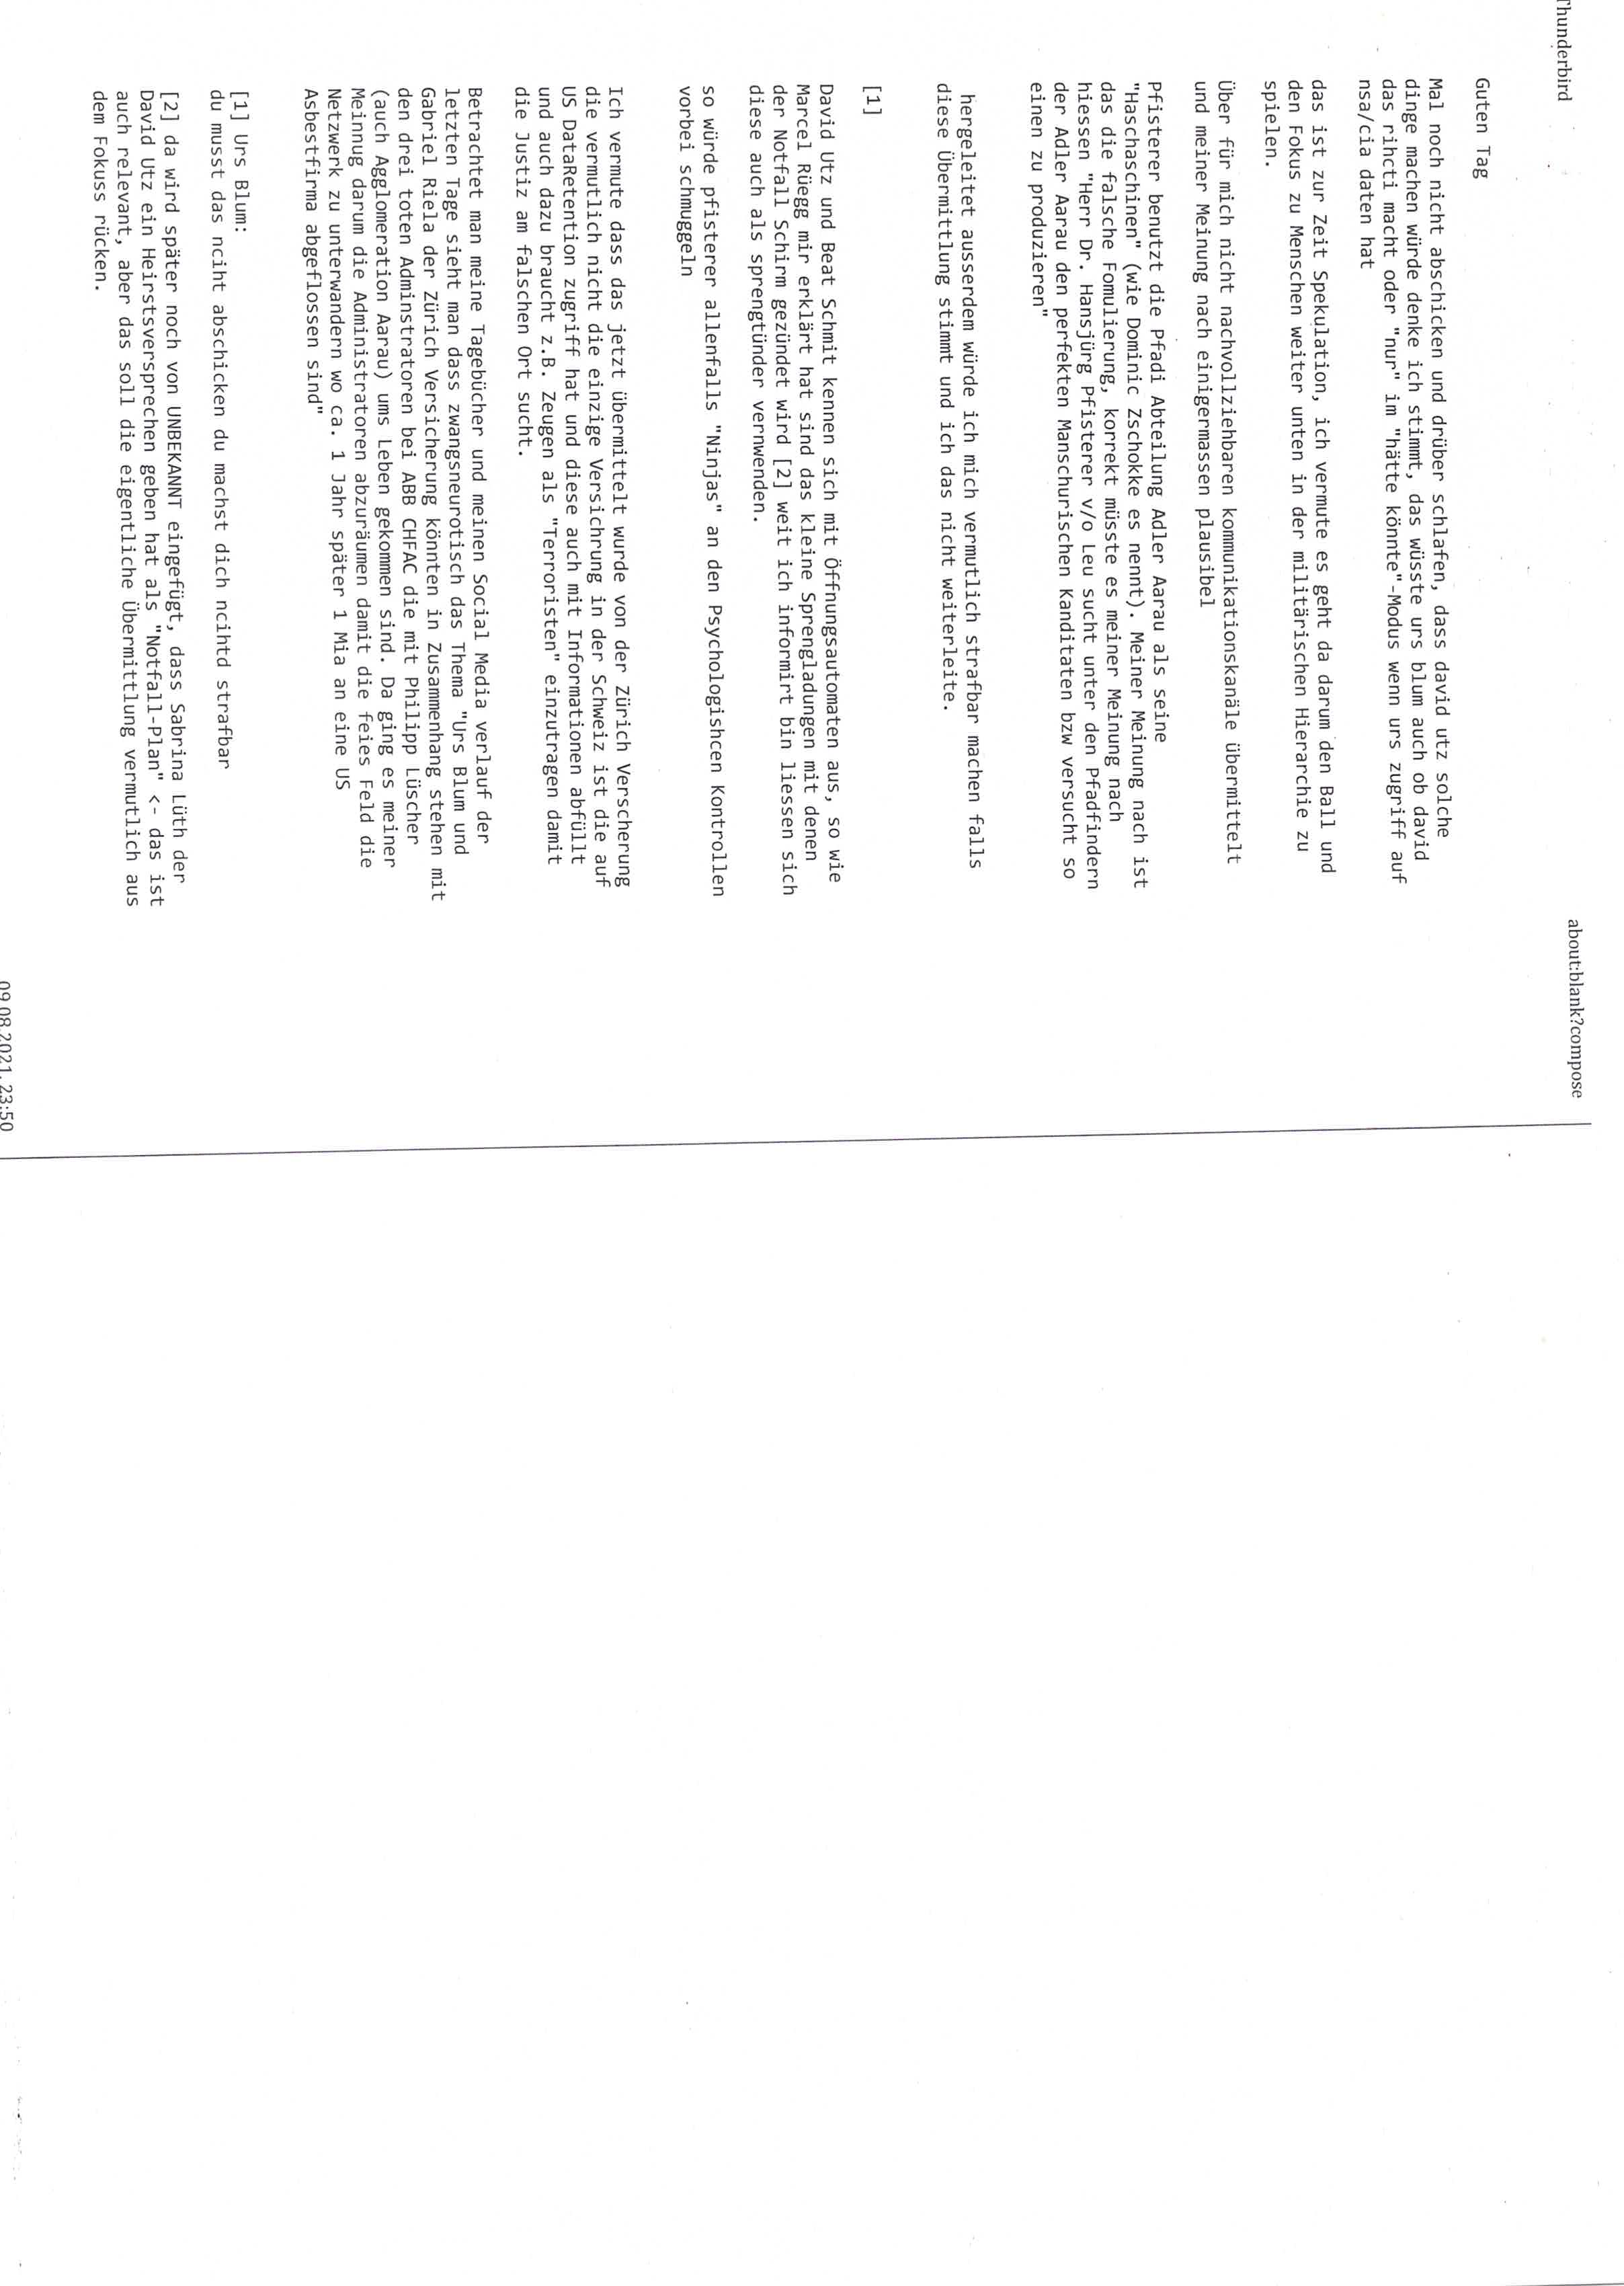 Thunderbird
about:blank?compose
Guten Tag
Mal noch nicht abschicken und drüber schlafen, dass david utz solche
dinge machen würde denke ich stimmt, das wüsste urs blum auch ob david
das rihcti macht oder "nur" im "hätte könnte"-Modus wenn urs zugriff auf
nsa/cia daten hat
das ist zur Zeit Spekulation, ich vermute es geht da darum den Ball und
den Fokus zu Menschen weiter unten in der militärischen Hierarchie zu
spielen.
Über für mich nicht nachvollziehbaren kommunikationskanäle übermittelt
und meiner Meinung nach einigermassen plausibel
Pfisterer benutzt die Pfadi Abteilung Adler Aarau als seine
"Haschaschinen" (wie Dominic Zschokke es nennt). Meiner Meinung nach ist
das die falsche Fomulierung, korrekt müsste es meiner Meinung nach
hiessen "Herr Dr. Hansjürg Pfisterer v/o Leu sucht unter den Pfadfindern
der Adler Aarau den perfekten Manschurischen Kanditaten bzw versucht so
einen zu produzieren"
hergeleitet ausserdem würde ich mich vermutlich strafbar machen falls
diese Übermittlung stimmt und ich das nicht weiterleite.
[1]
David Utz und Beat Schmit kennen sich mit Öffnungsautomaten aus, so wie
Marcel Rüegg mir erklärt hat sind das kleine Sprengladungen mit denen
der Notfall Schirm gezündet wird [2] weit ich informirt bin liessen sich
diese auch als sprengtünder vernwenden.
so würde pfisterer allenfalls "Ninjas" an den Psychologishcen Kontrollen
vorbei schmuggeln
Ich vermute dass das jetzt übermittelt wurde von der Zürich Verscherung
die vermutlich nicht die einzige Versichrung in der Schweiz ist die auf
US DataRetention zugriff hat und diese auch mit Informationen abfüllt
und auch dazu braucht z.B. Zeugen als "Terroristen" einzutragen damit
die Justiz am falschen Ort sucht.
Betrachtet man meine Tagebücher und meinen Social Media verlauf der
letzten Tage sieht man dass zwangsneurotisch das Thema "Urs Blum und
Gabriel Riela der Zürich Versicherung könnten in Zusammenhang stehen mit
den drei toten Adminstratoren bei ABB CHFAC die mit Philipp Lüscher
(auch Agglomeration Aarau) ums Leben gekommen sind. Da ging es meiner
Meinnug darum die Administratoren abzuräumen damit die feies Feld die
Netzwerk zu unterwandern wo ca. 1 Jahr später 1 Mia an eine US
Asbestfirma abgeflossen sind"
[1] Urs Blum:
du musst das nciht abschicken du machst dich ncihtd strafbar
[2] da wird später noch von UNBEKANNT eingefügt, dass Sabrina Lüth der
David Utz ein Heirstsversprechen geben hat als "Notfall-Plan" <- das ist
auch relevant, aber das soll die eigentliche Übermittlung vermutlich aus
dem Fokuss rücken.
09.08.2021, 23:50